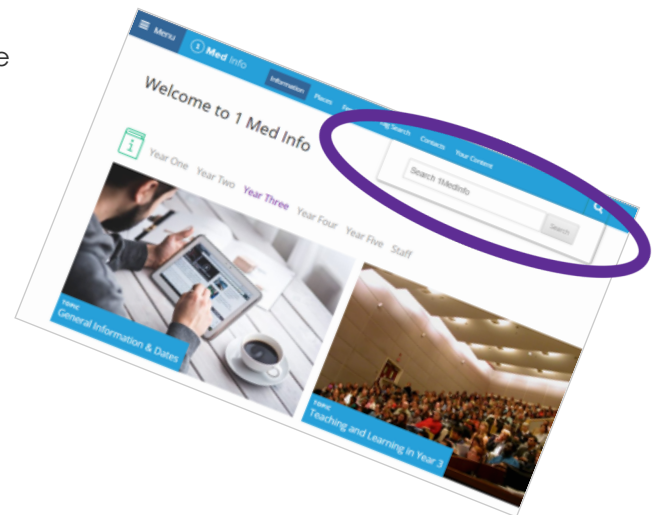 e
Menu
1 Med Info
Information Places Search Contacts Your Content
Search 1MedInfo
Search
Welcome to 1 Med Info
Year One Year Two Year Three Year Four Year Five Staff
TOPIC
General Information & Dates
TOPIC
Teaching and Learning in Year 3